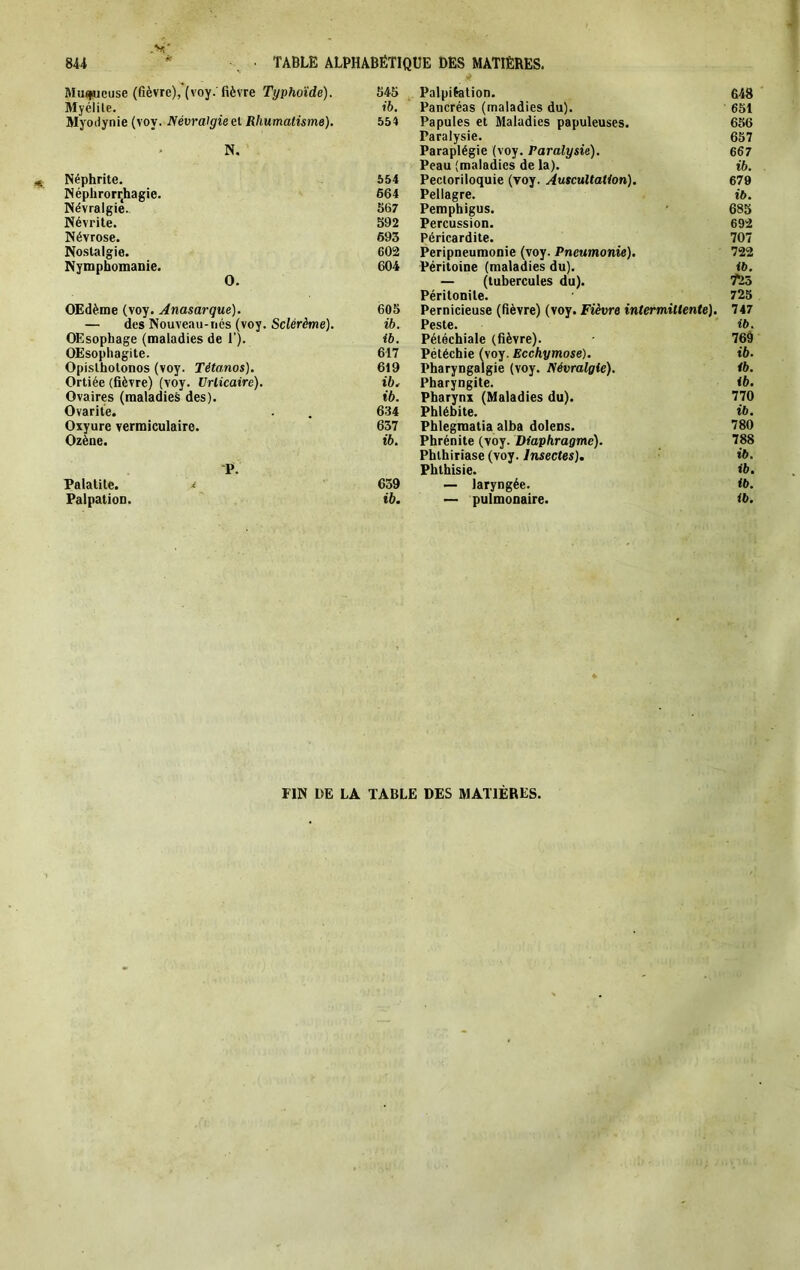 844 TABLE ALPHABÉTIQUE DES MATIÈRES.
Muqueuse (fièvre), (voy. fièvre Typhoïde). 545
Myélite. ib.
Myodynie (voy. Névralgie et Rhumatisme). 554
N.
Néphrite. 554
Néphrorrhagie. 664
Névralgie. 567
Névrite. 592
Névrose. 693
Nostalgie. 602
Nymphomanie. 604
O.
OEdème (voy. Anasarque). 605
— des Nouveau-nés (voy. Sclérème). ib.
OEsophage (maladies de l'). ib.
OEsophagite. 617
Opisthotonos (voy. Tétanos). 619
Ortiée (fièvre) (voy. Urticaire). ib.
Ovaires (maladies des). ib.
Ovarite. 634
Oxyure vermiculaire. 637
Ozène. ib.
P.
Palatite. 639
Palpation. ib.
Palpitation. 648
Pancréas (maladies du). 651
Papules et Maladies papuleuses. 656
Paralysie. 657
Paraplégie (voy. Paralysie). 667
Peau (maladies de la). ib.
Pectoriloquie (voy. Auscultation). 679
Pellagre. ib.
Pemphigus. 685
Percussion. 692
Péricardite. 707
Peripneumonie (voy. Pneumonie). 722
Péritoine (maladies du). ib.
— (tubercules du). 723
Péritonite. 725
Pernicieuse (fièvre) (voy. Fièvre intermittente). 747
Peste. ib.
Pétéchiale (fièvre). 769
Pétéchie (voy. Ecchymose). ib.
Pharyngalgie (voy. Névralgie). ib.
Pharyngite. ib.
Pharynx (Maladies du). 770
Phlébite. ib.
Phlegmatia alba dolens. 780
Phrénite (voy. Diaphragme). 788
Phthiriase (voy. Insectes). ib.
Phthisie. ib.
— laryngée. ib.
— pulmonaire. ib.
FIN DE LA TABLE DES MATIÈRES.